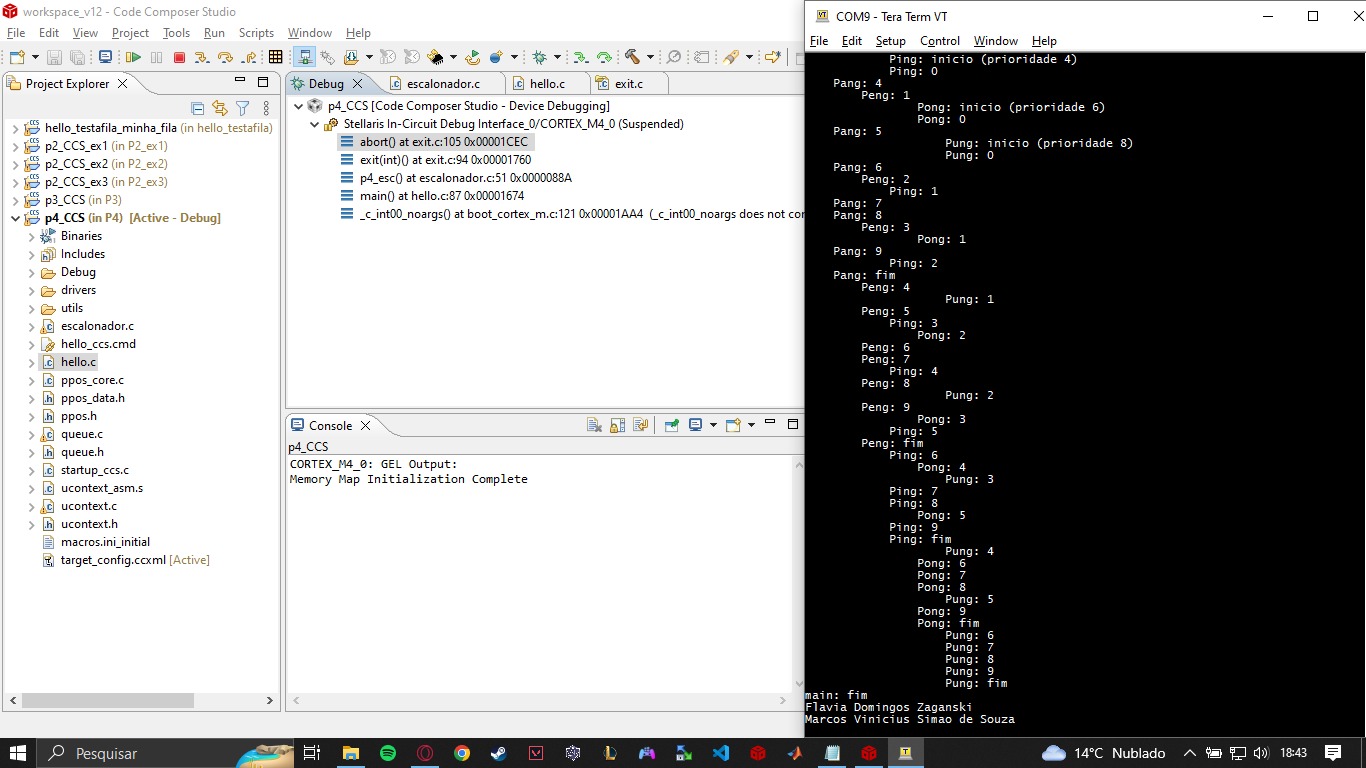 workspace_v12 - Code Composer Studio
File Edit View Project Tools Run Scripts Window Help
Project Explorer
hello_testafila_minha_fila (in hello_testafila)
p2_CCS_ex1 (in P2_ex1)
p2_CCS_ex2 (in P2_ex2)
p2_CCS_ex3 (in P2_ex3)
p3_CCS (in P3)
p4_CCS (in P4) [Active - Debug]
Binaries
Includes
Debug
drivers
utils
escalonador.c
hello_ccs.cmd
hello.c
ppos_core.c
ppos_data.h
ppos.h
queue.c
queue.h
startup_ccs.c
ucontext_asm.s
ucontext.c
ucontext.h
macros.ini_initial
target_config.ccxml [Active]
Debug escalonador.c hello.c exit.c
p4_CCS [Code Composer Studio - Device Debugging]
Stellaris In-Circuit Debug Interface_0/CORTEX_M4_0 (Suspended)
abort() at exit.c:105 0x00001CEC
exit(int)() at exit.c:94 0x00001760
p4_esc() at escalonador.c:51 0x0000088A
main() at hello.c:87 0x00001674
_c_int00_noargs() at boot_cortex_m.c:121 0x00001AA4 (_c_int00_noargs does not con
Console
p4_CCS
CORTEX_M4_0: GEL Output:
Memory Map Initialization Complete
COM9 - Tera Term VT
File Edit Setup Control Window Help
Ping: inicio (prioridade 4)
Ping: 0
Pang: 4
Peng: 1
Pong: inicio (prioridade 6)
Pong: 0
Pang: 5
Pung: inicio (prioridade 8)
Pung: 0
Pang: 6
Peng: 2
Ping: 1
Pang: 7
Pang: 8
Peng: 3
Pong: 1
Pang: 9
Ping: 2
Pang: fim
Peng: 4
Pung: 1
Peng: 5
Ping: 3
Pong: 2
Peng: 6
Peng: 7
Ping: 4
Peng: 8
Pung: 2
Peng: 9
Pong: 3
Ping: 5
Peng: fim
Ping: 6
Pong: 4
Pung: 3
Ping: 7
Ping: 8
Pong: 5
Ping: 9
Ping: fim
Pung: 4
Pong: 6
Pong: 7
Pong: 8
Pung: 5
Pong: 9
Pong: fim
Pung: 6
Pung: 7
Pung: 8
Pung: 9
Pung: fim
main: fim
Flavia Domingos Zaganski
Marcos Vinicius Simao de Souza
Pesquisar
14°C Nublado
18:43